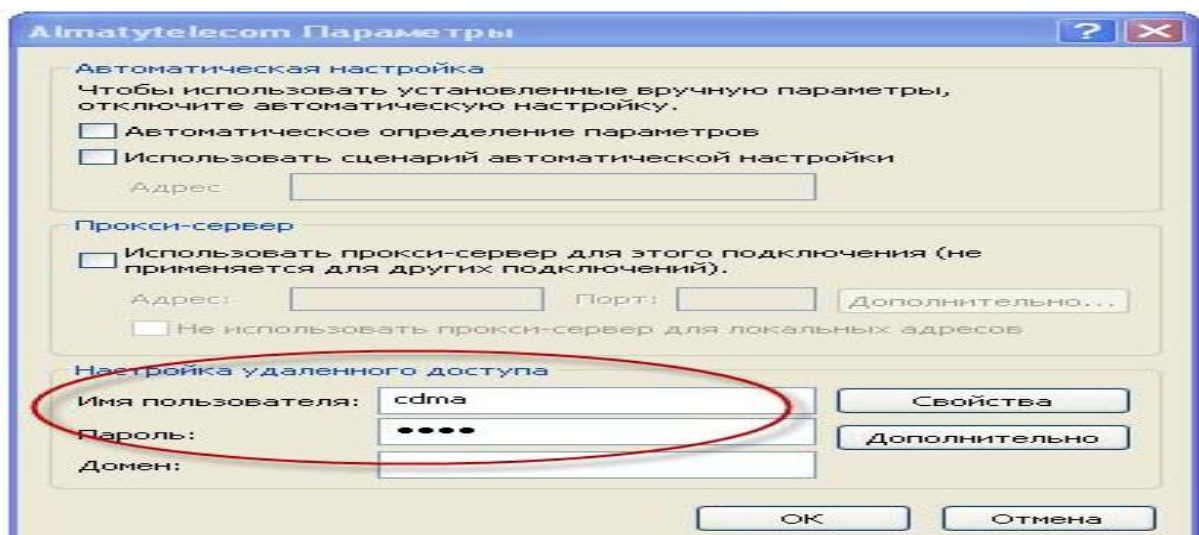 Almatytelecom Параметры
Автоматическая настройка
Чтобы использовать установленные вручную параметры,
отключите автоматическую настройку.
Автоматическое определение параметров
Использовать сценарий автоматической настройки
Адрес
Прокси-сервер
Использовать прокси-сервер для этого подключения (не
применяется для других подключений).
Адрес: Порт: Дополнительно...
Не использовать прокси-сервер для локальных адресов
Настройка удаленного доступа
Имя пользователя: cdma Свойства
Пароль: •••• Дополнительно
Домен:
ОК Отмена